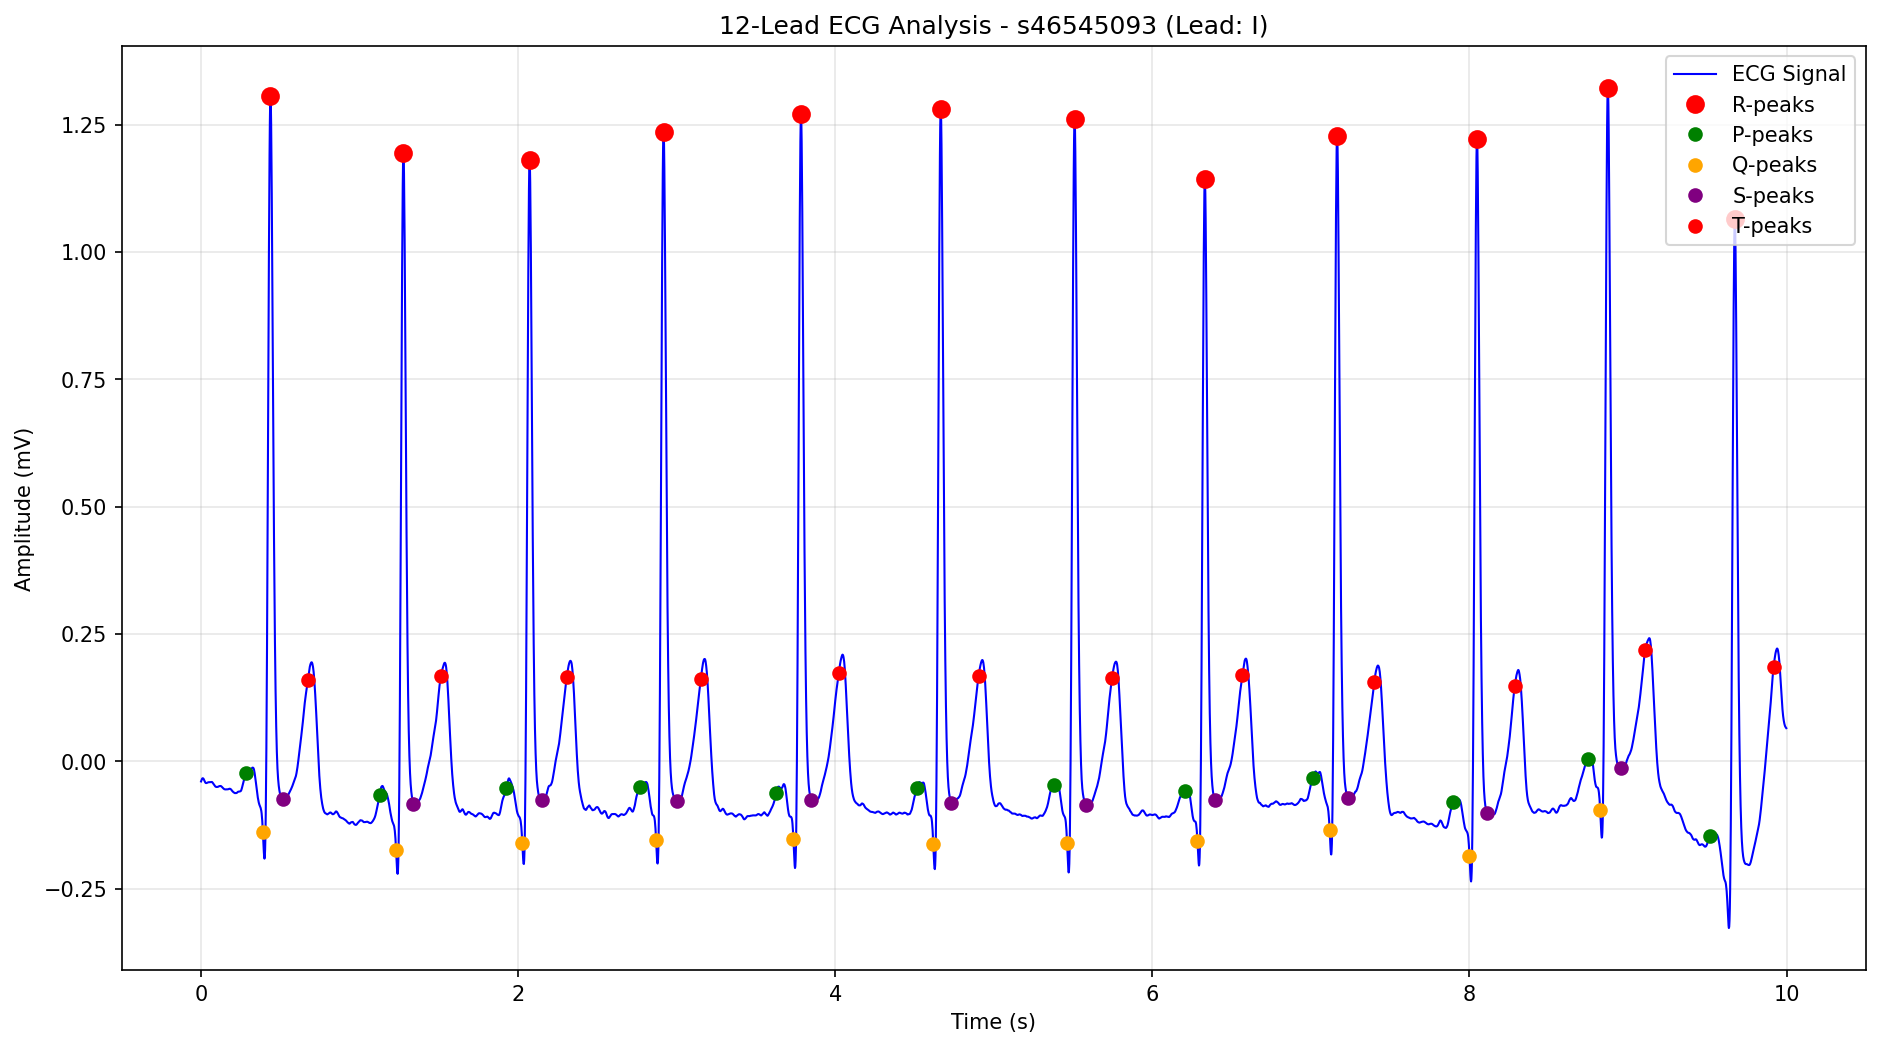 12-Lead ECG Analysis - s46545093 (Lead: I)
ECG Signal
R-peaks
P-peaks
Q-peaks
S-peaks
T-peaks
Amplitude (mV)
1.25
1.00
0.75
0.50
0.25
0.00
−0.25
0 2 4 6 8 10
Time (s)